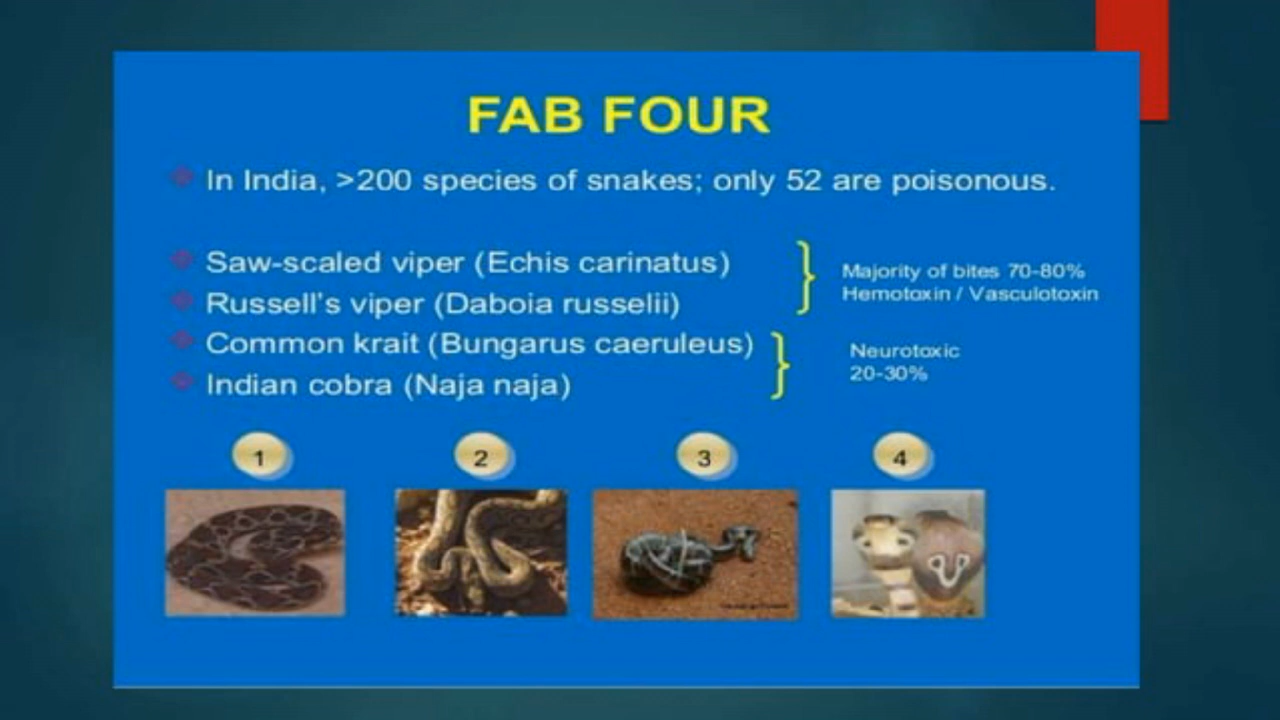 FAB FOUR
In India, >200 species of snakes; only 52 are poisonous.
Saw-scaled viper (Echis carinatus)
Russell's viper (Daboia russelii)
Majority of bites 70-80%
Hemotoxin / Vasculotoxin
Common krait (Bungarus caeruleus)
Indian cobra (Naja naja)
Neurotoxic
20-30%
1
2
3
4